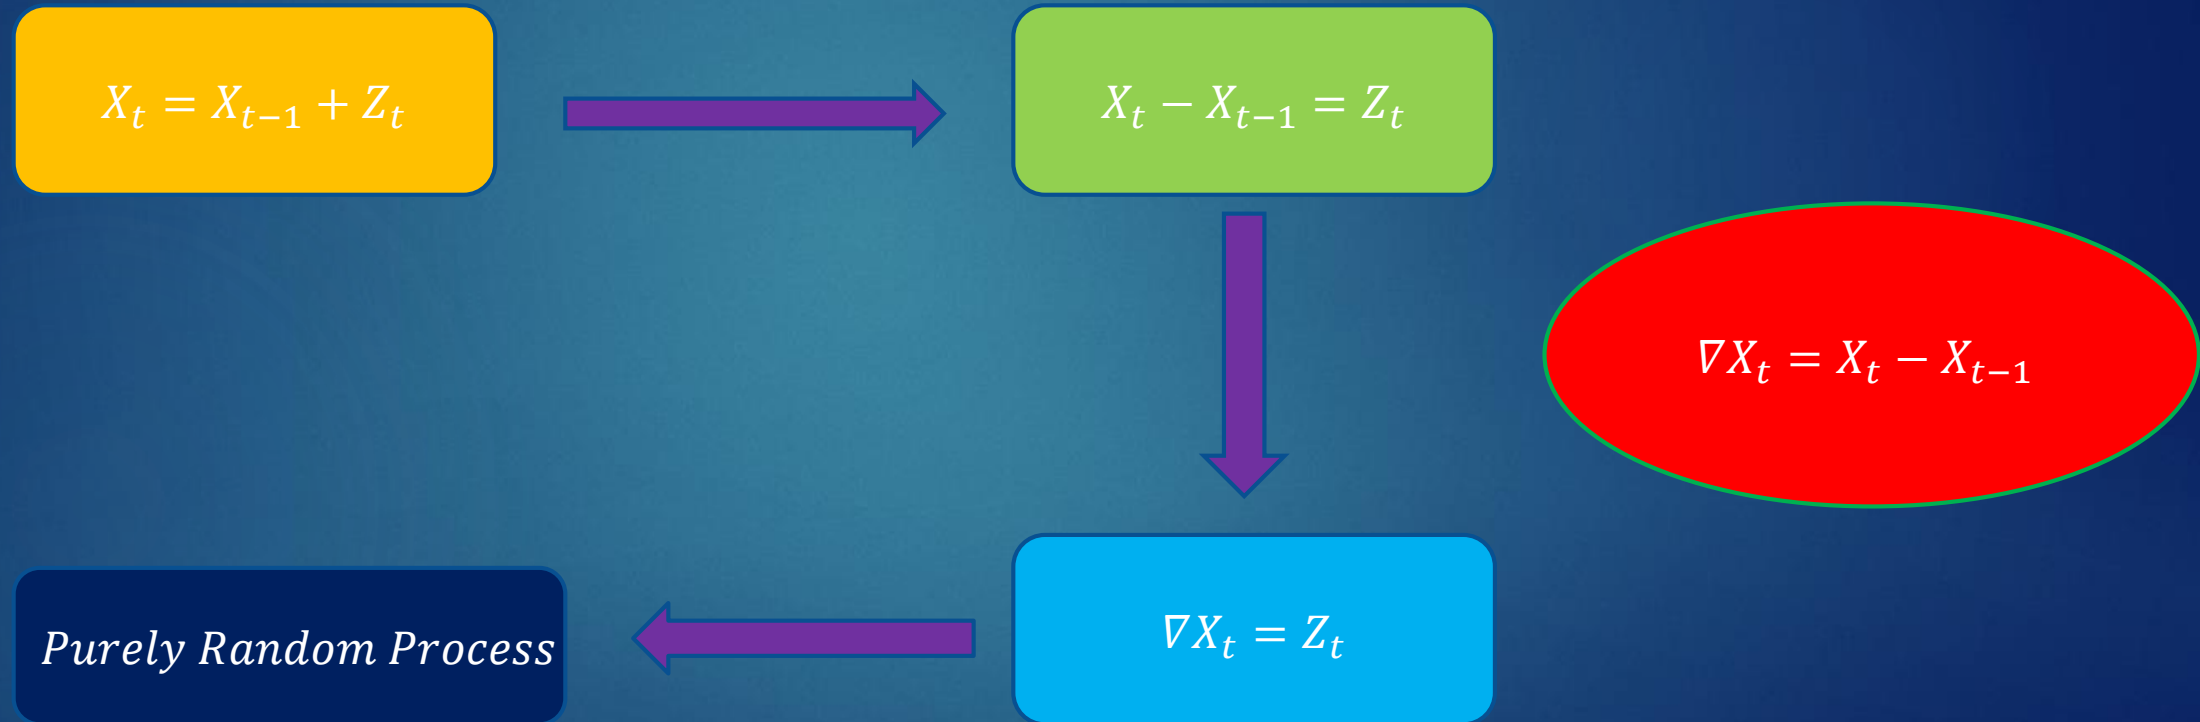 X_t = X_{t-1} + Z_t
X_t − X_{t-1} = Z_t
∇X_t = X_t − X_{t-1}
∇X_t = Z_t
Purely Random Process